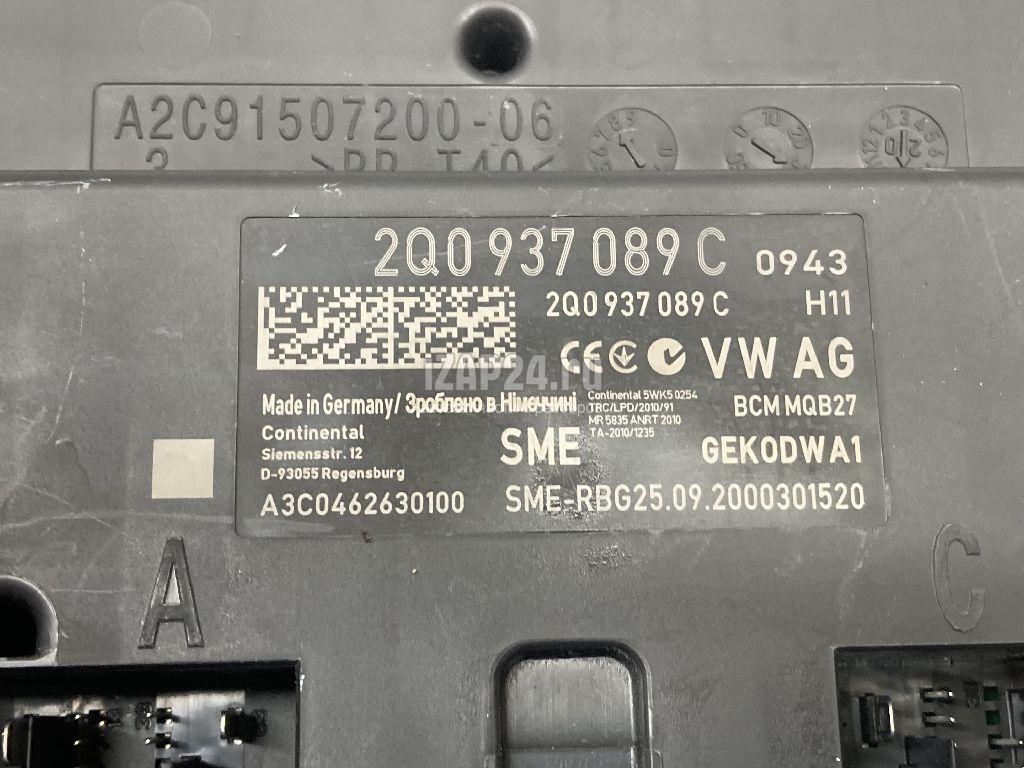 A2C91507200-06
2Q0 937 089 C 0943
2Q0 937 089 C H11
VW AG
IZAP24.ru
Continental 5WK5 0254
TRC/LPD/2010/91
MR 5835 ANRT 2010
TA-2010/1235
BCM MQB27
Made in Germany/ Зроблено в Німеччині
Continental
Siemensstr. 12
D-93055 Regensburg
SME GEK0DWA1
A3C0462630100 SME-RBG25.09.2000301520
A C